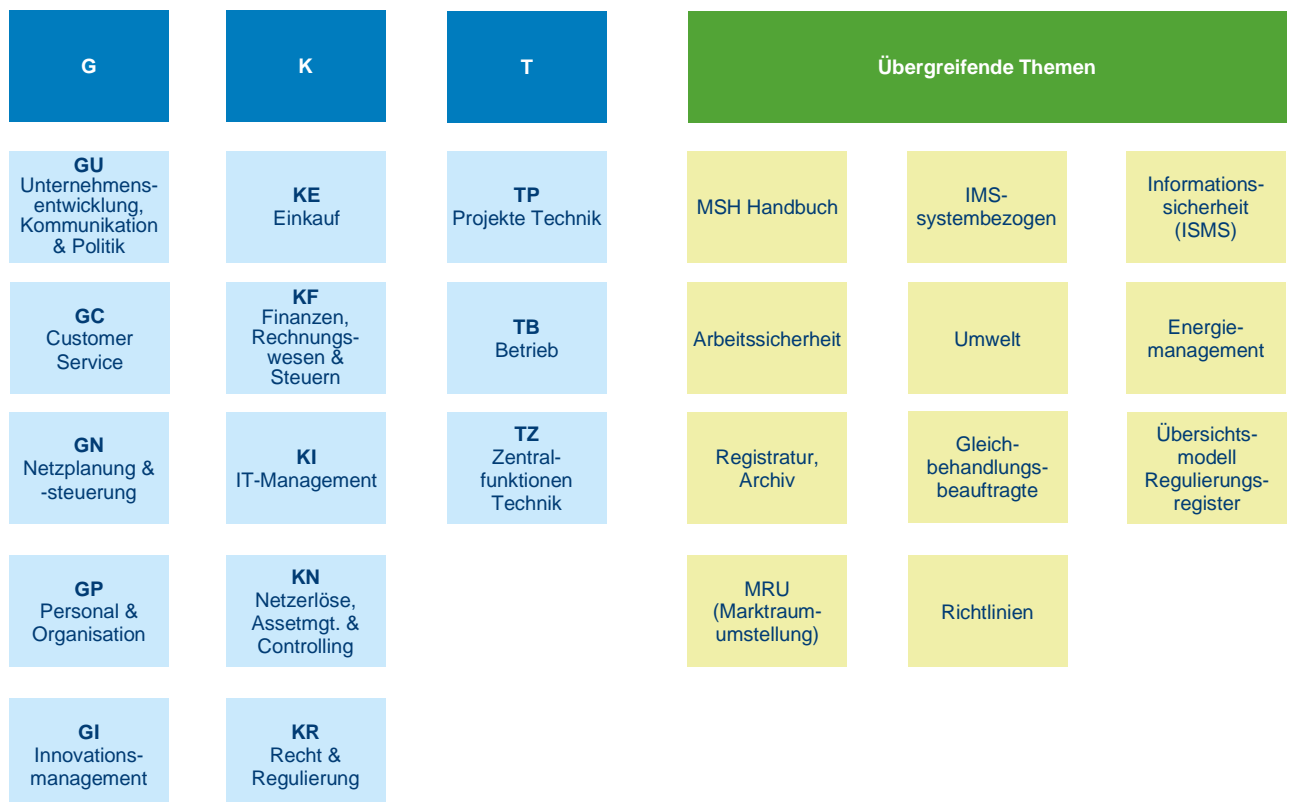 G
K
T
Übergreifende Themen
GU
Unternehmens-
entwicklung,
Kommunikation
& Politik
KE
Einkauf
TP
Projekte Technik
MSH Handbuch
IMS-
systembezogen
Informations-
sicherheit
(ISMS)
GC
Customer
Service
KF
Finanzen,
Rechnungs-
wesen &
Steuern
TB
Betrieb
Arbeitssicherheit
Umwelt
Energie-
management
GN
Netzplanung &
-steuerung
KI
IT-Management
TZ
Zentral-
funktionen
Technik
Registratur,
Archiv
Gleich-
behandlungs-
beauftragte
Übersichts-
modell
Regulierungs-
register
GP
Personal &
Organisation
KN
Netzerlöse,
Assetmgt. &
Controlling
MRU
(Marktraum-
umstellung)
Richtlinien
GI
Innovations-
management
KR
Recht &
Regulierung